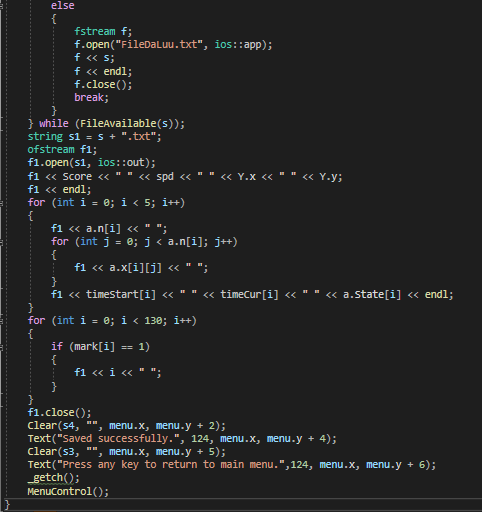 else
{
fstream f;
f.open("FileDaLuu.txt", ios::app);
f << s;
f << endl;
f.close();
break;
}
} while (FileAvailable(s));
string s1 = s + ".txt";
ofstream f1;
f1.open(s1, ios::out);
f1 << Score << " " << spd << " " << Y.x << " " << Y.y;
f1 << endl;
for (int i = 0; i < 5; i++)
{
f1 << a.n[i] << " ";
for (int j = 0; j < a.n[i]; j++)
{
f1 << a.x[i][j] << " ";
}
f1 << timeStart[i] << " " << timeCur[i] << " " << a.State[i] << endl;
}
for (int i = 0; i < 130; i++)
{
if (mark[i] == 1)
{
f1 << i << " ";
}
}
f1.close();
Clear(s4, "", menu.x, menu.y + 2);
Text("Saved successfully.", 124, menu.x, menu.y + 4);
Clear(s3, "", menu.x, menu.y + 5);
Text("Press any key to return to main menu.",124, menu.x, menu.y + 6);
_getch();
MenuControl();
}